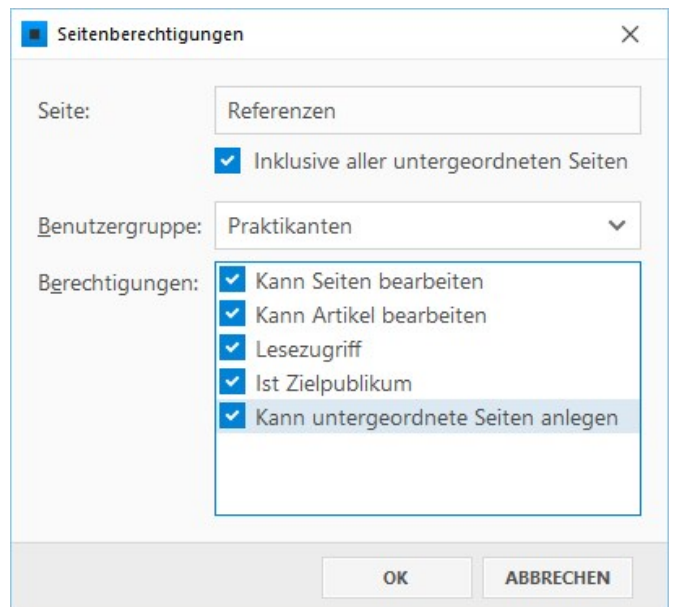 Seitenberechtigungen
Seite: Referenzen
Inklusive aller untergeordneten Seiten
Benutzergruppe: Praktikanten
Berechtigungen: Kann Seiten bearbeiten
Kann Artikel bearbeiten
Lesezugriff
Ist Zielpublikum
Kann untergeordnete Seiten anlegen
OK ABBRECHEN